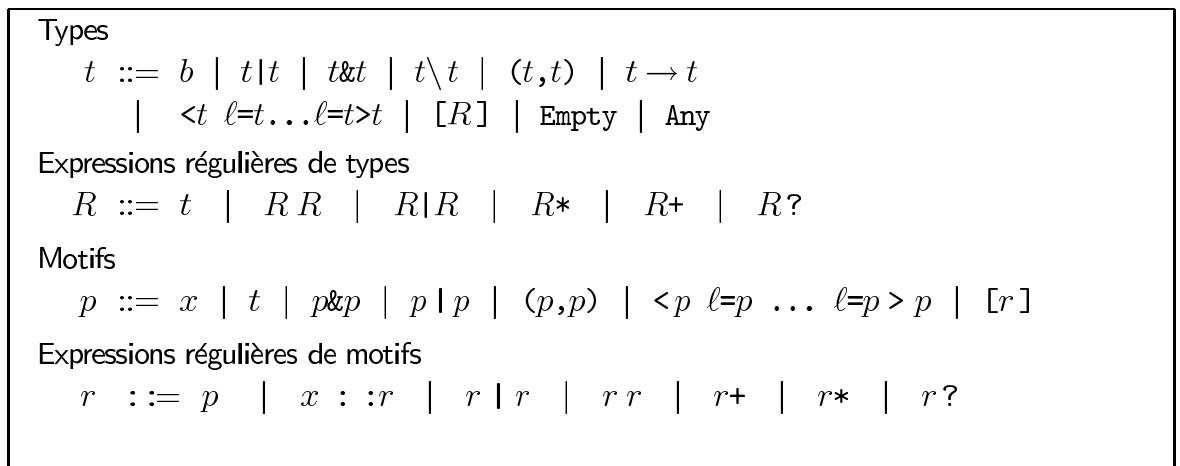 Types
t ::= b | t|t | t&t | t\t | (t,t) | t → t
| <t ℓ=t...ℓ=t>t | [R] | Empty | Any
Expressions régulières de types
R ::= t | R R | R|R | R* | R+ | R?
Motifs
p ::= x | t | p&p | p|p | (p,p) | <p ℓ=p ... ℓ=p> p | [r]
Expressions régulières de motifs
r ::= p | x : :r | r | r | r r | r+ | r* | r?